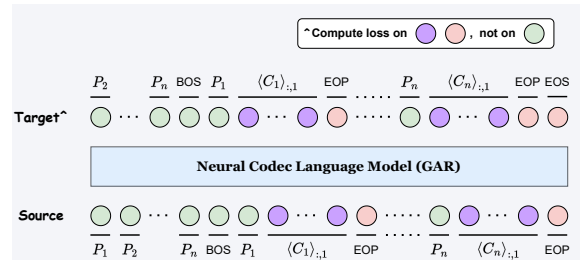 ^Compute loss on , not on
P₂ Pₙ BOS P₁ ⟨C₁⟩:,₁ EOP ..... Pₙ ⟨Cₙ⟩:,₁ EOP EOS
Target^ ... ... ..... ...
Neural Codec Language Model (GAR)
Source ... ... ..... ...
P₁ P₂ Pₙ BOS P₁ ⟨C₁⟩:,₁ EOP ..... Pₙ ⟨Cₙ⟩:,₁ EOP